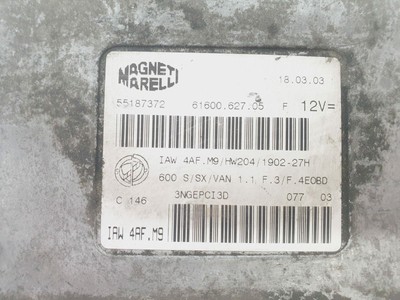 MAGNETI
MARELLI
18.03.03
55187372 61600.627.05 F 12V=
IAW 4AF.M9/HW204/1902-27H
600 S/SX/VAN 1.1 F.3/F.4EOBD
3NGEPCI3D 077 03
C 146
IAW 4AF.M9